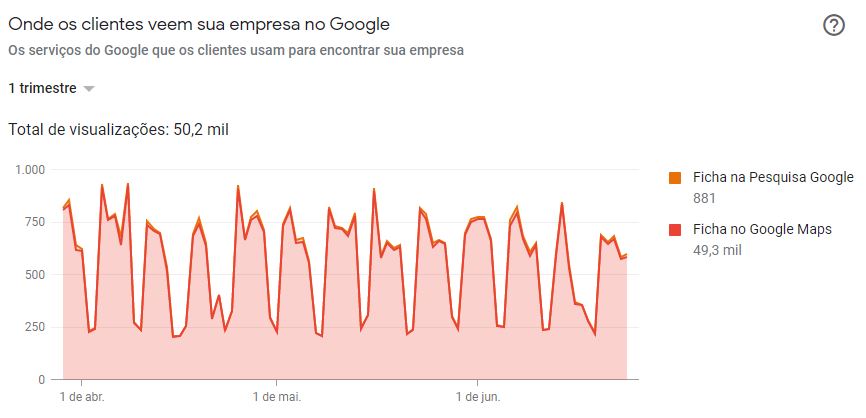 Onde os clientes veem sua empresa no Google
Os serviços do Google que os clientes usam para encontrar sua empresa
1 trimestre
Total de visualizações: 50,2 mil
1.000
750
500
250
0
1 de abr.
1 de mai.
1 de jun.
Ficha na Pesquisa Google
881
Ficha no Google Maps
49,3 mil